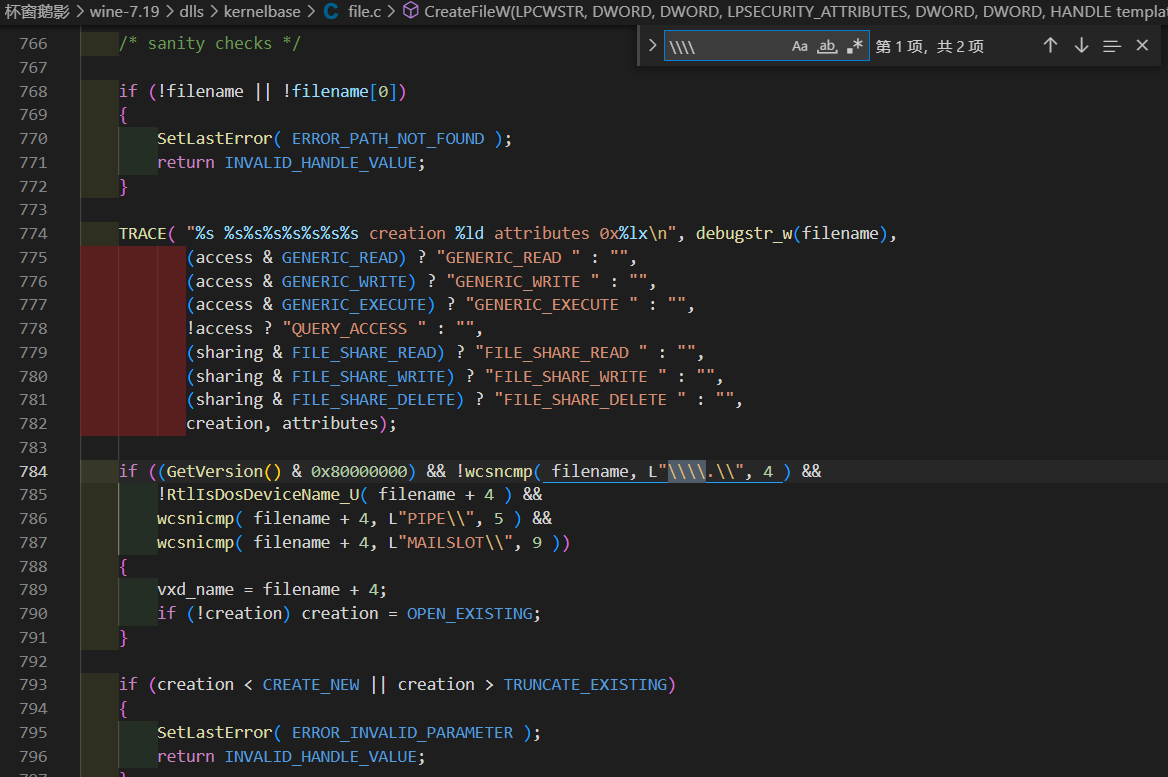 杯窗鹅影 > wine-7.19 > dlls > kernelbase > C file.c > CreateFileW(LPCWSTR, DWORD, DWORD, LPSECURITY_ATTRIBUTES, DWORD, DWORD, HANDLE templat
\\\\ Aa ab .* 第 1 项，共 2 项
766 /* sanity checks */
767
768 if (!filename || !filename[0])
769 {
770 SetLastError( ERROR_PATH_NOT_FOUND );
771 return INVALID_HANDLE_VALUE;
772 }
773
774 TRACE( "%s %s%s%s%s%s%s%s creation %ld attributes 0x%lx\n", debugstr_w(filename),
775 (access & GENERIC_READ) ? "GENERIC_READ " : "",
776 (access & GENERIC_WRITE) ? "GENERIC_WRITE " : "",
777 (access & GENERIC_EXECUTE) ? "GENERIC_EXECUTE " : "",
778 !access ? "QUERY_ACCESS " : "",
779 (sharing & FILE_SHARE_READ) ? "FILE_SHARE_READ " : "",
780 (sharing & FILE_SHARE_WRITE) ? "FILE_SHARE_WRITE " : "",
781 (sharing & FILE_SHARE_DELETE) ? "FILE_SHARE_DELETE " : "",
782 creation, attributes);
783
784 if ((GetVersion() & 0x80000000) && !wcsncmp( filename, L"\\\\.\\", 4 ) &&
785 !RtlIsDosDeviceName_U( filename + 4 ) &&
786 wcsnicmp( filename + 4, L"PIPE\\", 5 ) &&
787 wcsnicmp( filename + 4, L"MAILSLOT\\", 9 ))
788 {
789 vxd_name = filename + 4;
790 if (!creation) creation = OPEN_EXISTING;
791 }
792
793 if (creation < CREATE_NEW || creation > TRUNCATE_EXISTING)
794 {
795 SetLastError( ERROR_INVALID_PARAMETER );
796 return INVALID_HANDLE_VALUE;